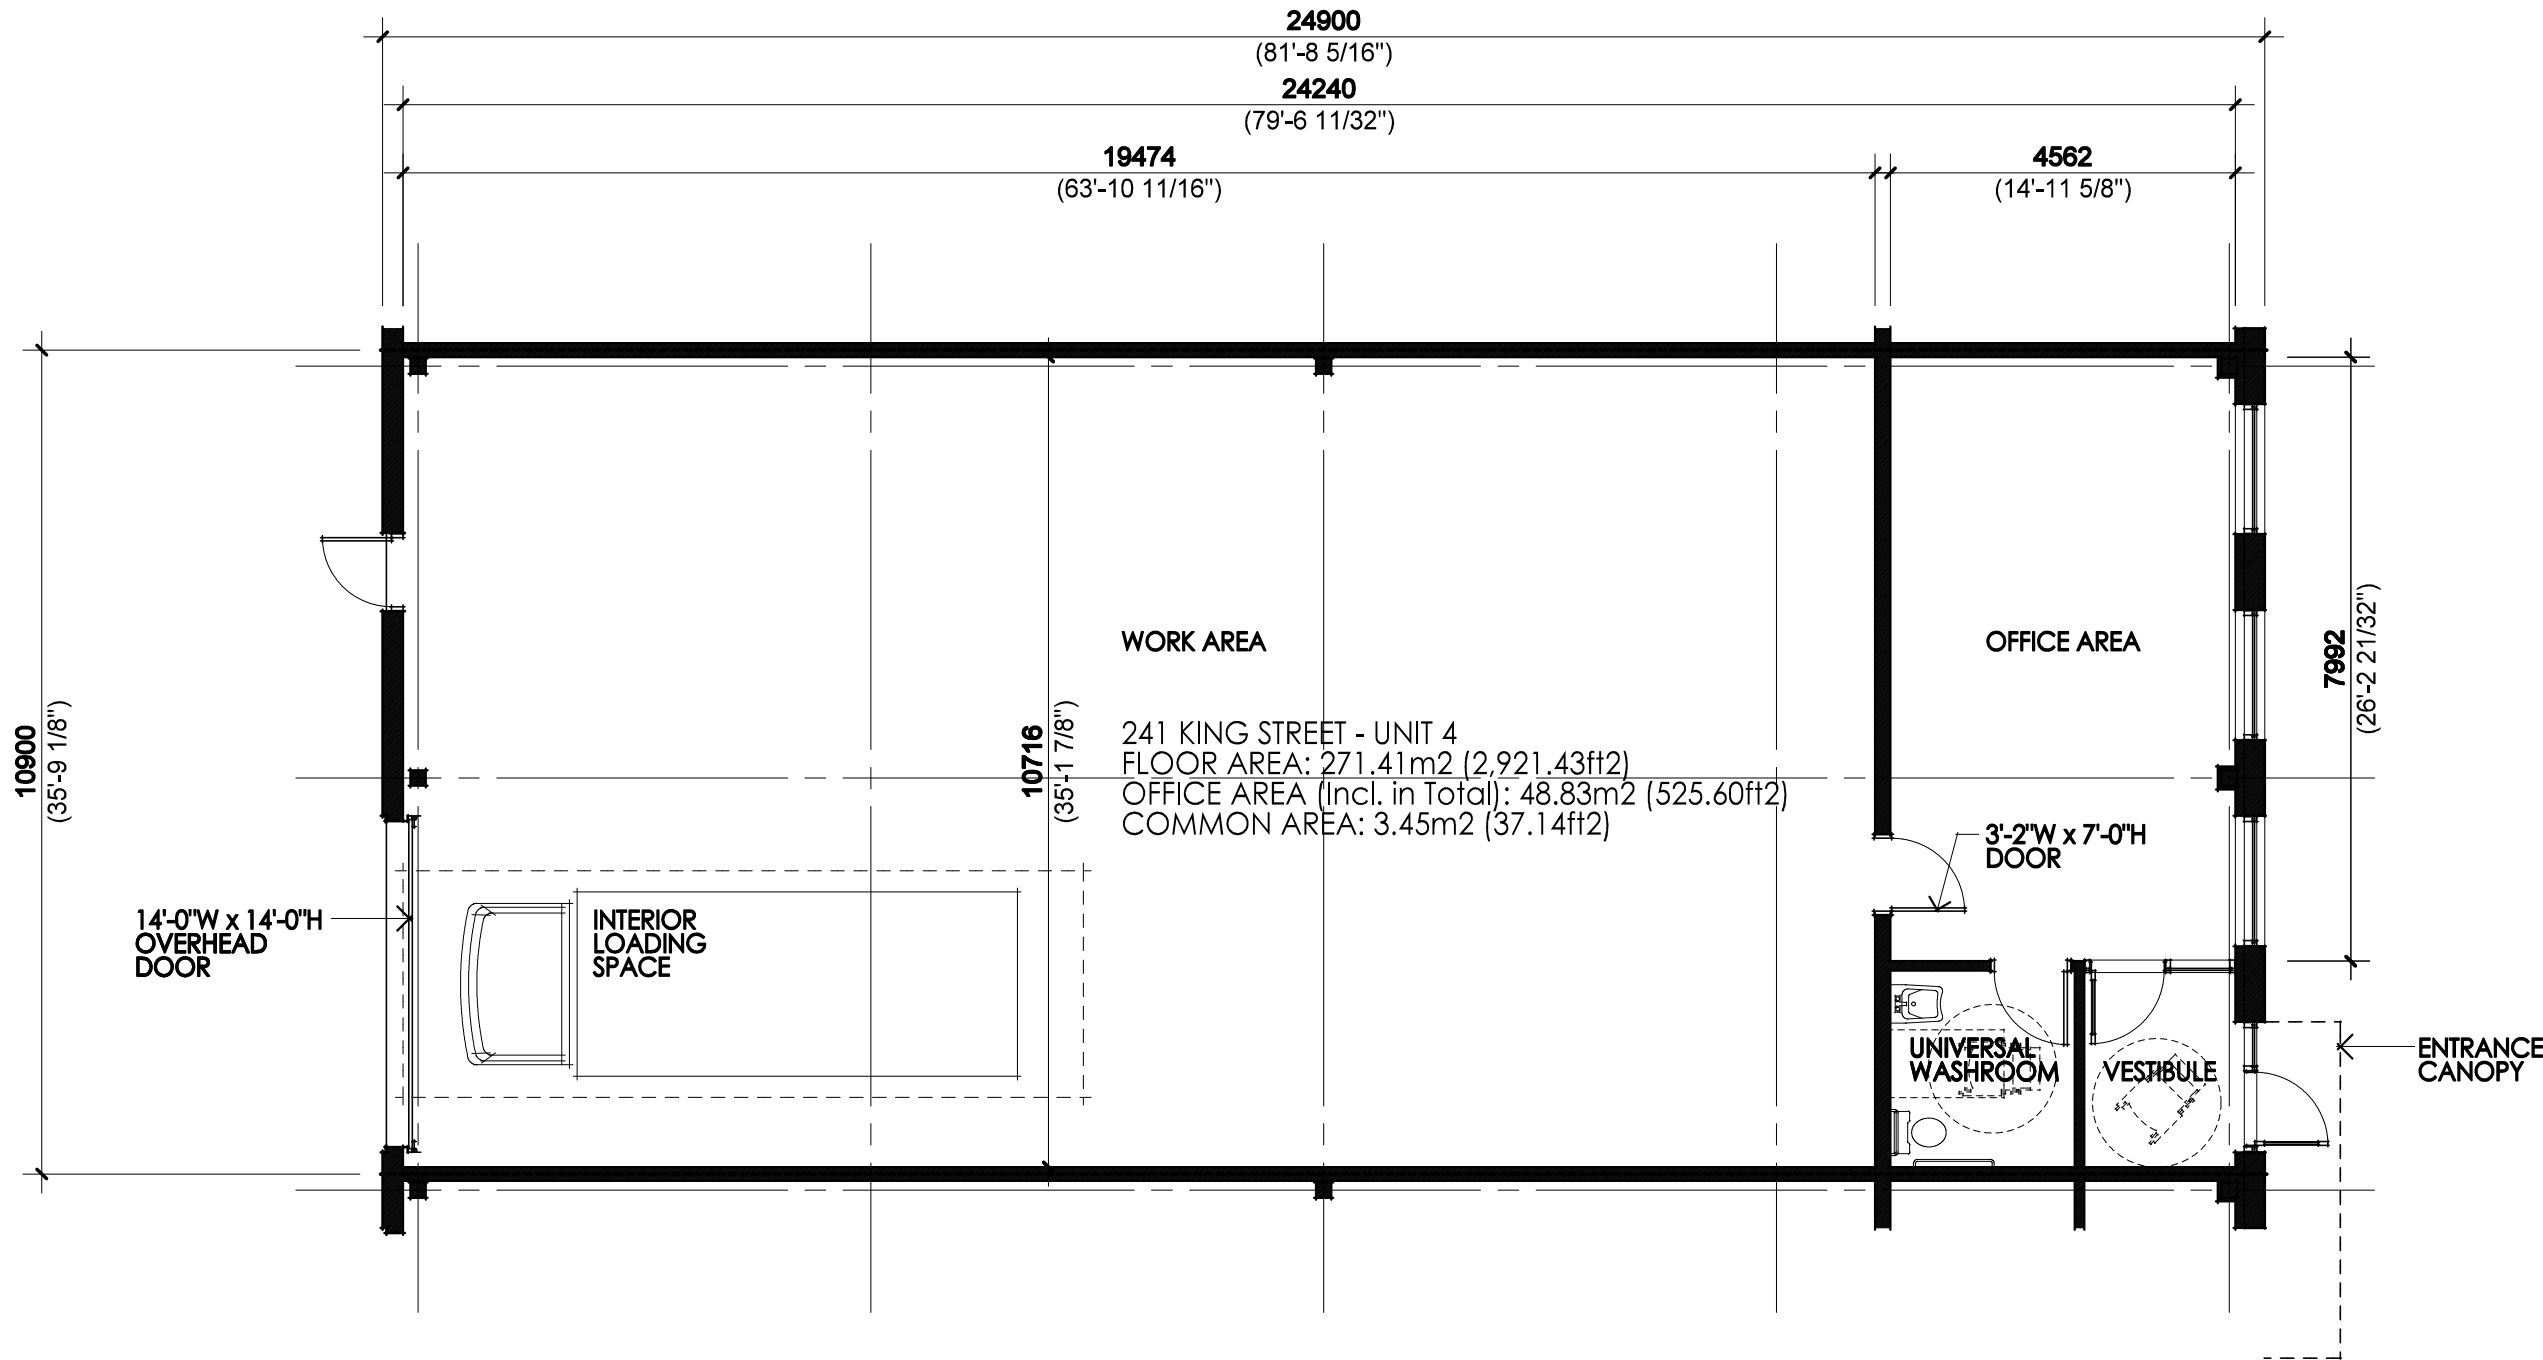 24900
(81'-8 5/16")
24240
(79'-6 11/32")
19474
(63'-10 11/16")
4562
(14'-11 5/8")
10900
(35'-9 1/8")
10716
(35'-1 7/8")
7992
(26'-2 21/32")
WORK AREA
OFFICE AREA
241 KING STREET - UNIT 4
FLOOR AREA: 271.41m2 (2,921.43ft2)
OFFICE AREA (Incl. in Total): 48.83m2 (525.60ft2)
COMMON AREA: 3.45m2 (37.14ft2)
3'-2"W x 7'-0"H
DOOR
14'-0"W x 14'-0"H
OVERHEAD
DOOR
INTERIOR
LOADING
SPACE
UNIVERSAL
WASHROOM
VESTIBULE
ENTRANCE
CANOPY